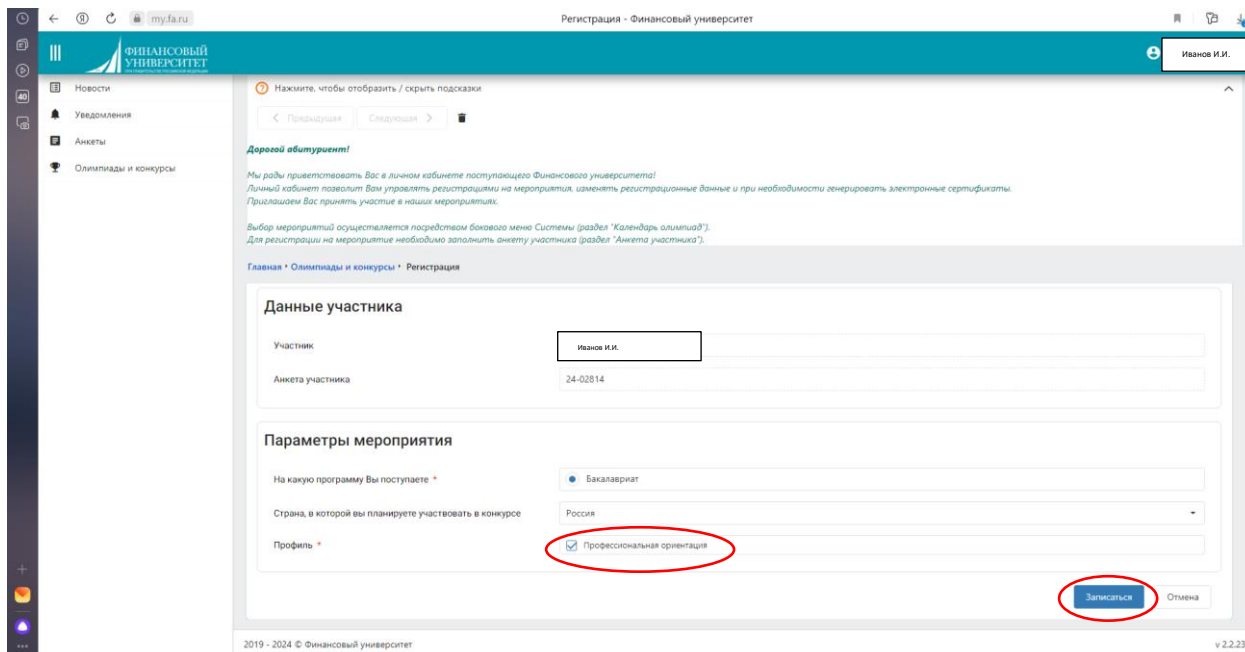 my.fa.ru
Регистрация - Финансовый университет
ФИНАНСОВЫЙ
УНИВЕРСИТЕТ
Иванов И.И.
40
Новости
Уведомления
Анкеты
Олимпиады и конкурсы
Нажмите, чтобы отобразить / скрыть подсказки
Предыдущая
Следующая
Дорогой абитуриент!
Мы рады приветствовать Вас в личном кабинете поступающего Финансового университета!
Личный кабинет позволит Вам управлять регистрациями на мероприятия, изменять регистрационные данные и при необходимости генерировать электронные сертификаты.
Приглашаем Вас принять участие в наших мероприятиях.
Выбор мероприятий осуществляется посредством бокового меню Системы (раздел "Календарь олимпиад").
Для регистрации на мероприятие необходимо заполнить анкету участника (раздел "Анкета участника").
Главная • Олимпиады и конкурсы • Регистрация
Данные участника
Участник
Иванов И.И.
Анкета участника
24-02814
Параметры мероприятия
На какую программу Вы поступаете *
Бакалавриат
Страна, в которой вы планируете участвовать в конкурсе
Россия
Профиль *
Профессиональная ориентация
Записаться
Отмена
2019 - 2024 © Финансовый университет
v 2.2.23